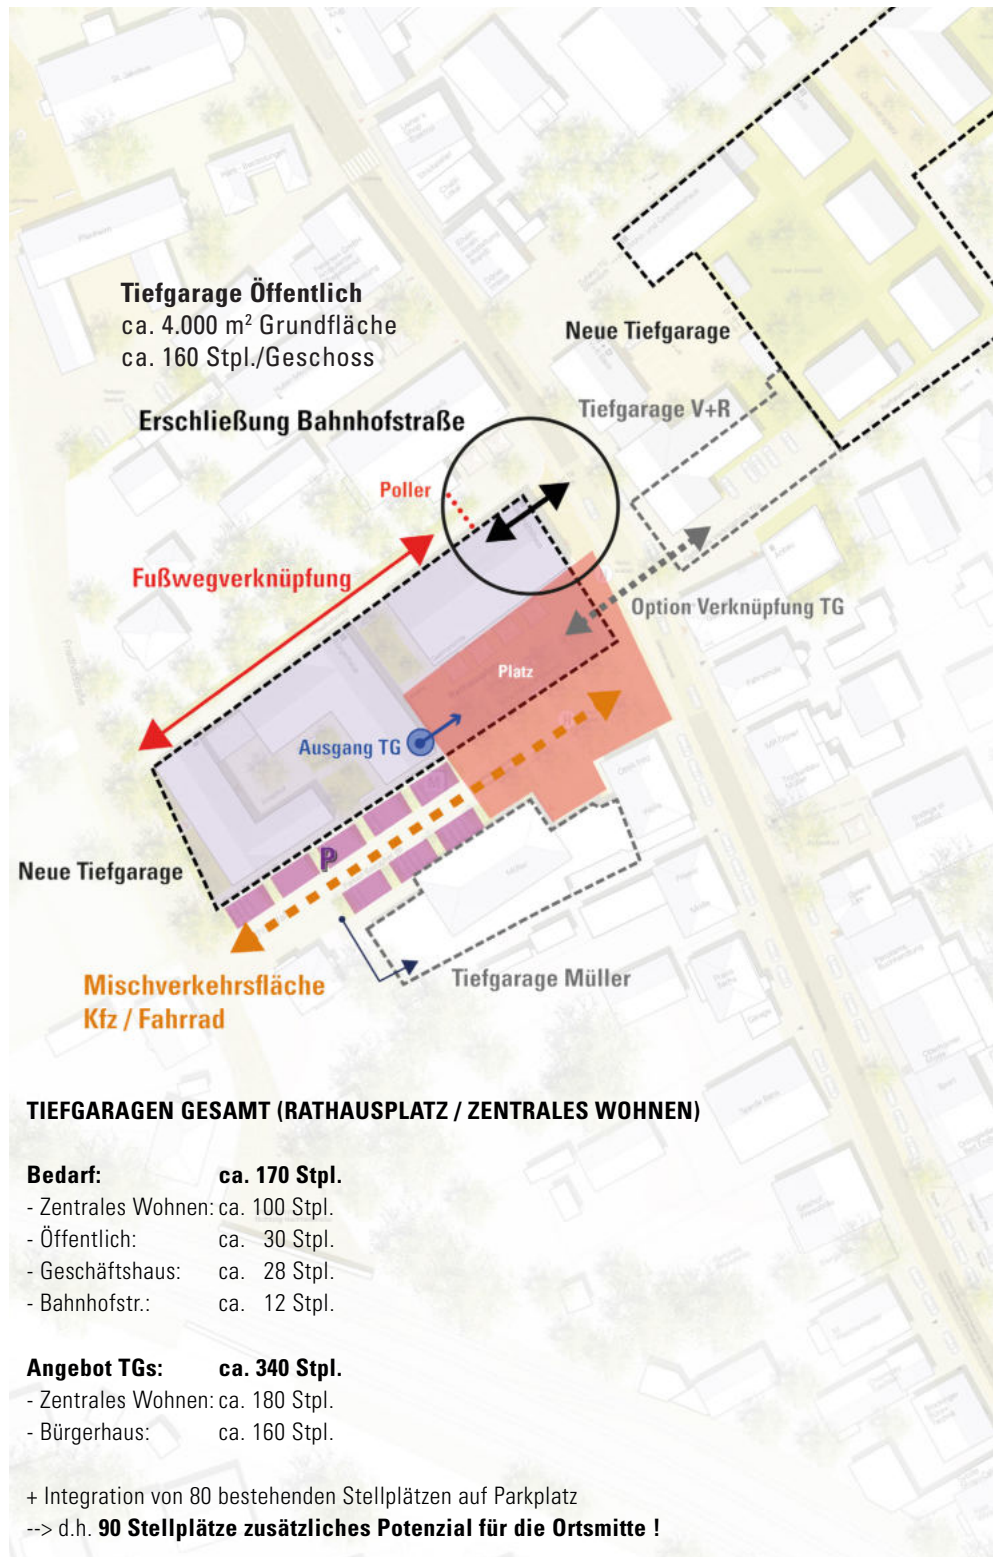 Tiefgarage Öffentlich
ca. 4.000 m² Grundfläche
ca. 160 Stpl./Geschoss
Neue Tiefgarage
Tiefgarage V+R
Erschließung Bahnhofstraße
Poller
Fußwegverknüpfung
Option Verknüpfung TG
Platz
Ausgang TG
P
Neue Tiefgarage
Tiefgarage Müller
Mischverkehrsfläche
Kfz / Fahrrad
TIEFGARAGEN GESAMT (RATHAUSPLATZ / ZENTRALES WOHNEN)
Bedarf: ca. 170 Stpl.
- Zentrales Wohnen: ca. 100 Stpl.
- Öffentlich: ca. 30 Stpl.
- Geschäftshaus: ca. 28 Stpl.
- Bahnhofstr.: ca. 12 Stpl.
Angebot TGs: ca. 340 Stpl.
- Zentrales Wohnen: ca. 180 Stpl.
- Bürgerhaus: ca. 160 Stpl.
+ Integration von 80 bestehenden Stellplätzen auf Parkplatz
--> d.h. 90 Stellplätze zusätzliches Potenzial für die Ortsmitte !